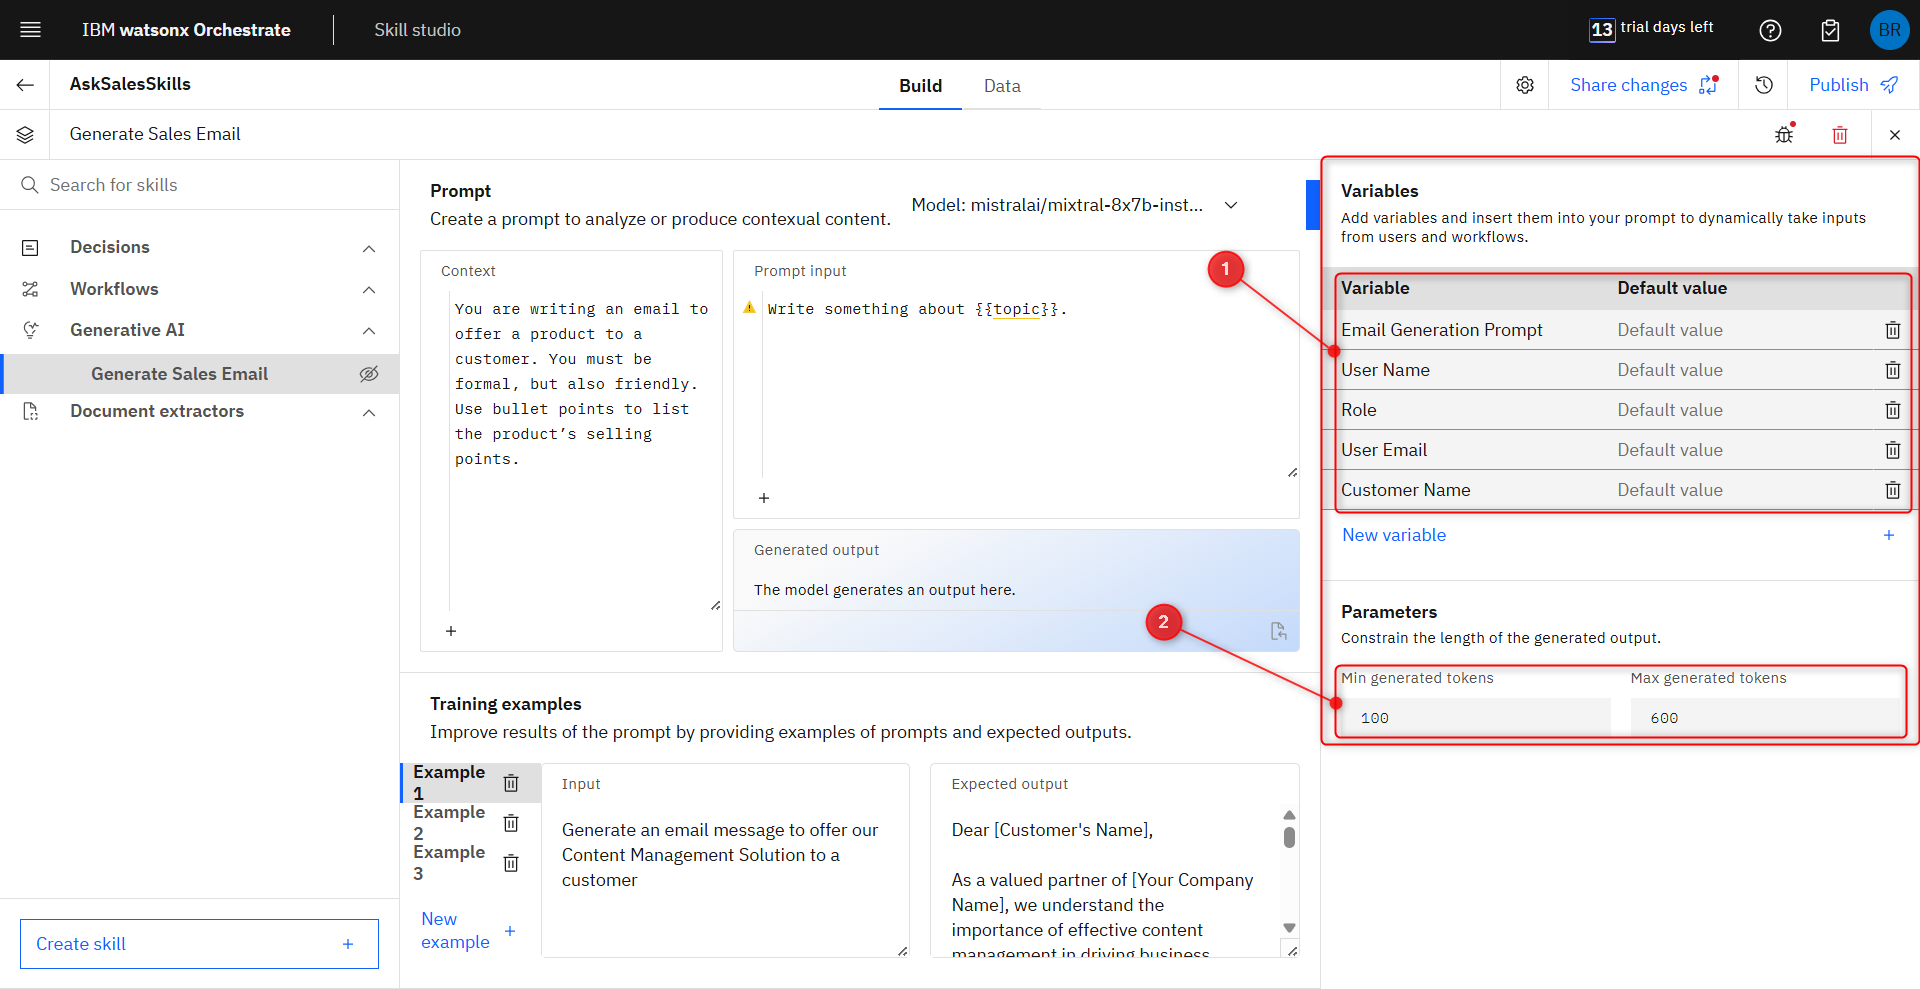 IBM watsonx Orchestrate
Skill studio
13 trial days left
BR
AskSalesSkills
Build
Data
Share changes
Publish
Generate Sales Email
Search for skills
Decisions
Workflows
Generative AI
Generate Sales Email
Document extractors
Create skill
+
Prompt
Create a prompt to analyze or produce contexual content.
Model: mistralai/mixtral-8x7b-inst...
Context
You are writing an email to
offer a product to a
customer. You must be
formal, but also friendly.
Use bullet points to list
the product’s selling
points.
+
Prompt input
Write something about {{topic}}.
+
Generated output
The model generates an output here.
Training examples
Improve results of the prompt by providing examples of prompts and expected outputs.
Example
1
Example
2
Example
3
New
example
+
Input
Generate an email message to offer our
Content Management Solution to a
customer
Expected output
Dear [Customer's Name],
As a valued partner of [Your Company
Name], we understand the
importance of effective content
management in driving business
1
2
Variables
Add variables and insert them into your prompt to dynamically take inputs
from users and workflows.
Variable Default value
Email Generation Prompt Default value
User Name Default value
Role Default value
User Email Default value
Customer Name Default value
New variable +
Parameters
Constrain the length of the generated output.
Min generated tokens Max generated tokens
100 600